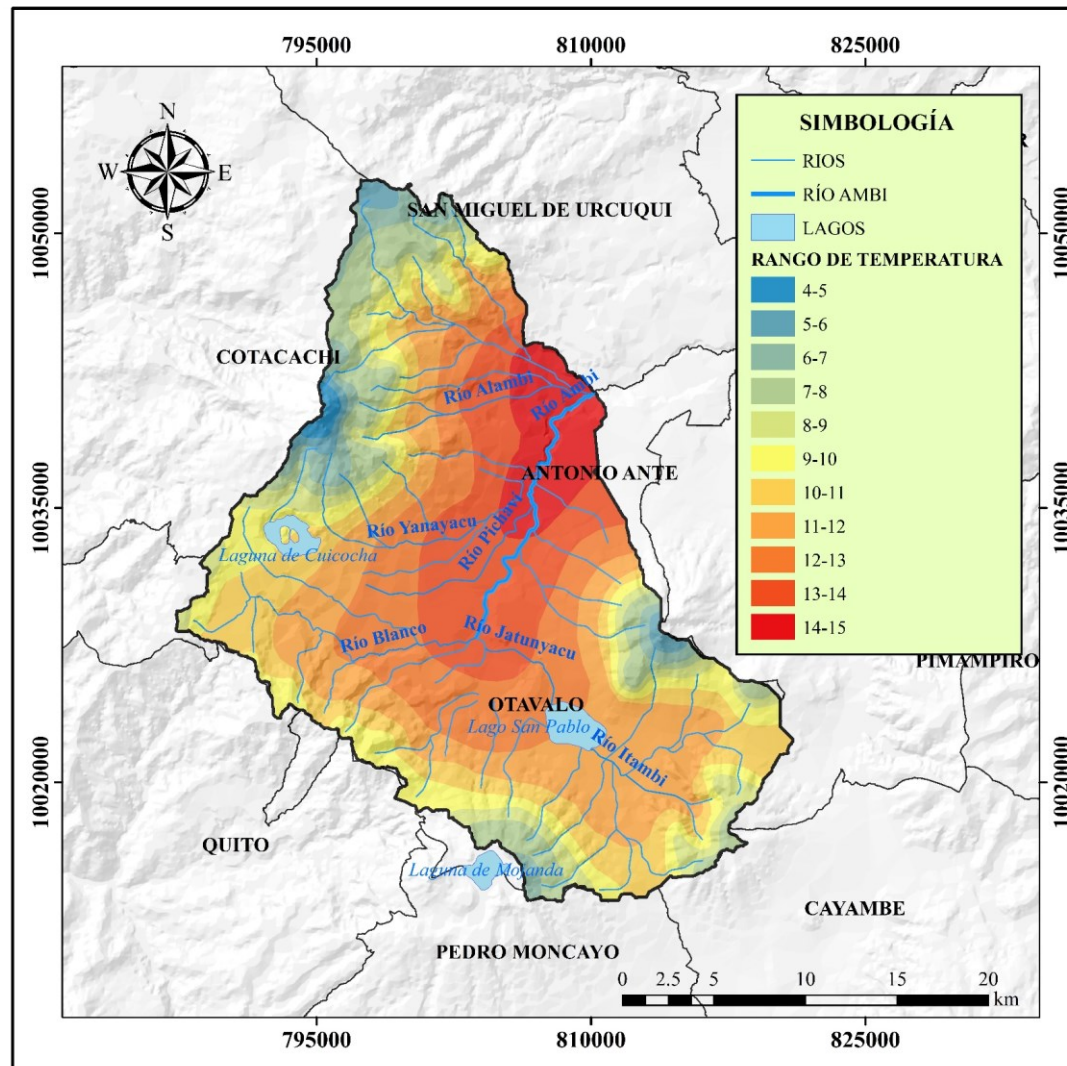 795000 810000 825000
N
W E
S
SIMBOLOGÍA
RIOS
RÍO AMBI
LAGOS
RANGO DE TEMPERATURA
4-5
5-6
6-7
7-8
8-9
9-10
10-11
11-12
12-13
13-14
14-15
10050000 10050000
SAN MIGUEL DE URCUQUI
COTACACHI
Río Alambi
Río Ambi
ANTONIO ANTE
10035000 10035000
Río Yanayacu
Río Pichavi
Laguna de Cuicocha
Río Blanco
Río Jatunyacu
PIMAMPIRO
OTAVALO
Lago San Pablo
Río Itambi
10020000 10020000
QUITO
Laguna de Mojanda
CAYAMBE
PEDRO MONCAYO
0 2.5 5 10 15 20
km
795000 810000 825000